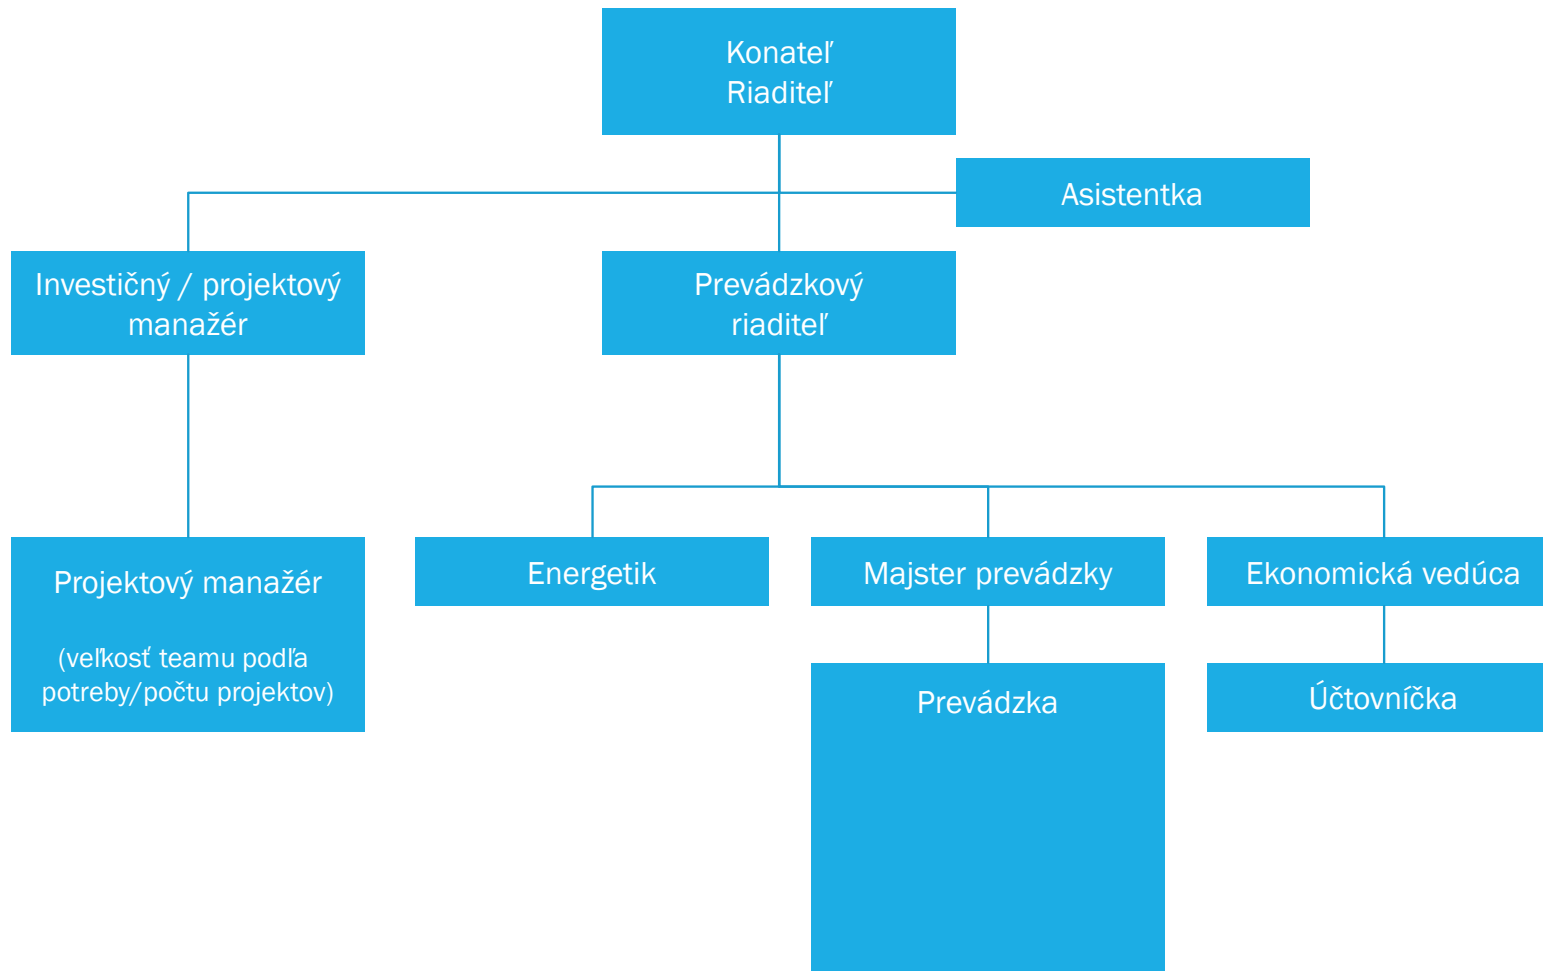 Konateľ
Riaditeľ
Asistentka
Investičný / projektový
manažér
Prevádzkový
riaditeľ
Projektový manažér
(veľkosť teamu podľa
potreby/počtu projektov)
Energetik
Majster prevádzky
Ekonomická vedúca
Prevádzka
Účtovníčka